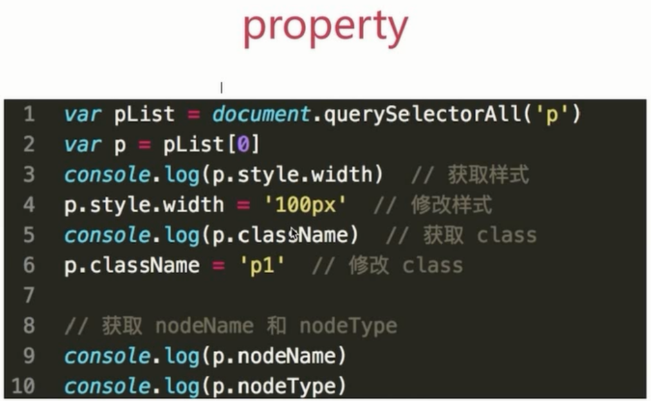 property
1 var pList = document.querySelectorAll('p')
2 var p = pList[0]
3 console.log(p.style.width) // 获取样式
4 p.style.width = '100px' // 修改样式
5 console.log(p.className) // 获取 class
6 p.className = 'p1' // 修改 class
7
8 // 获取 nodeName 和 nodeType
9 console.log(p.nodeName)
10 console.log(p.nodeType)